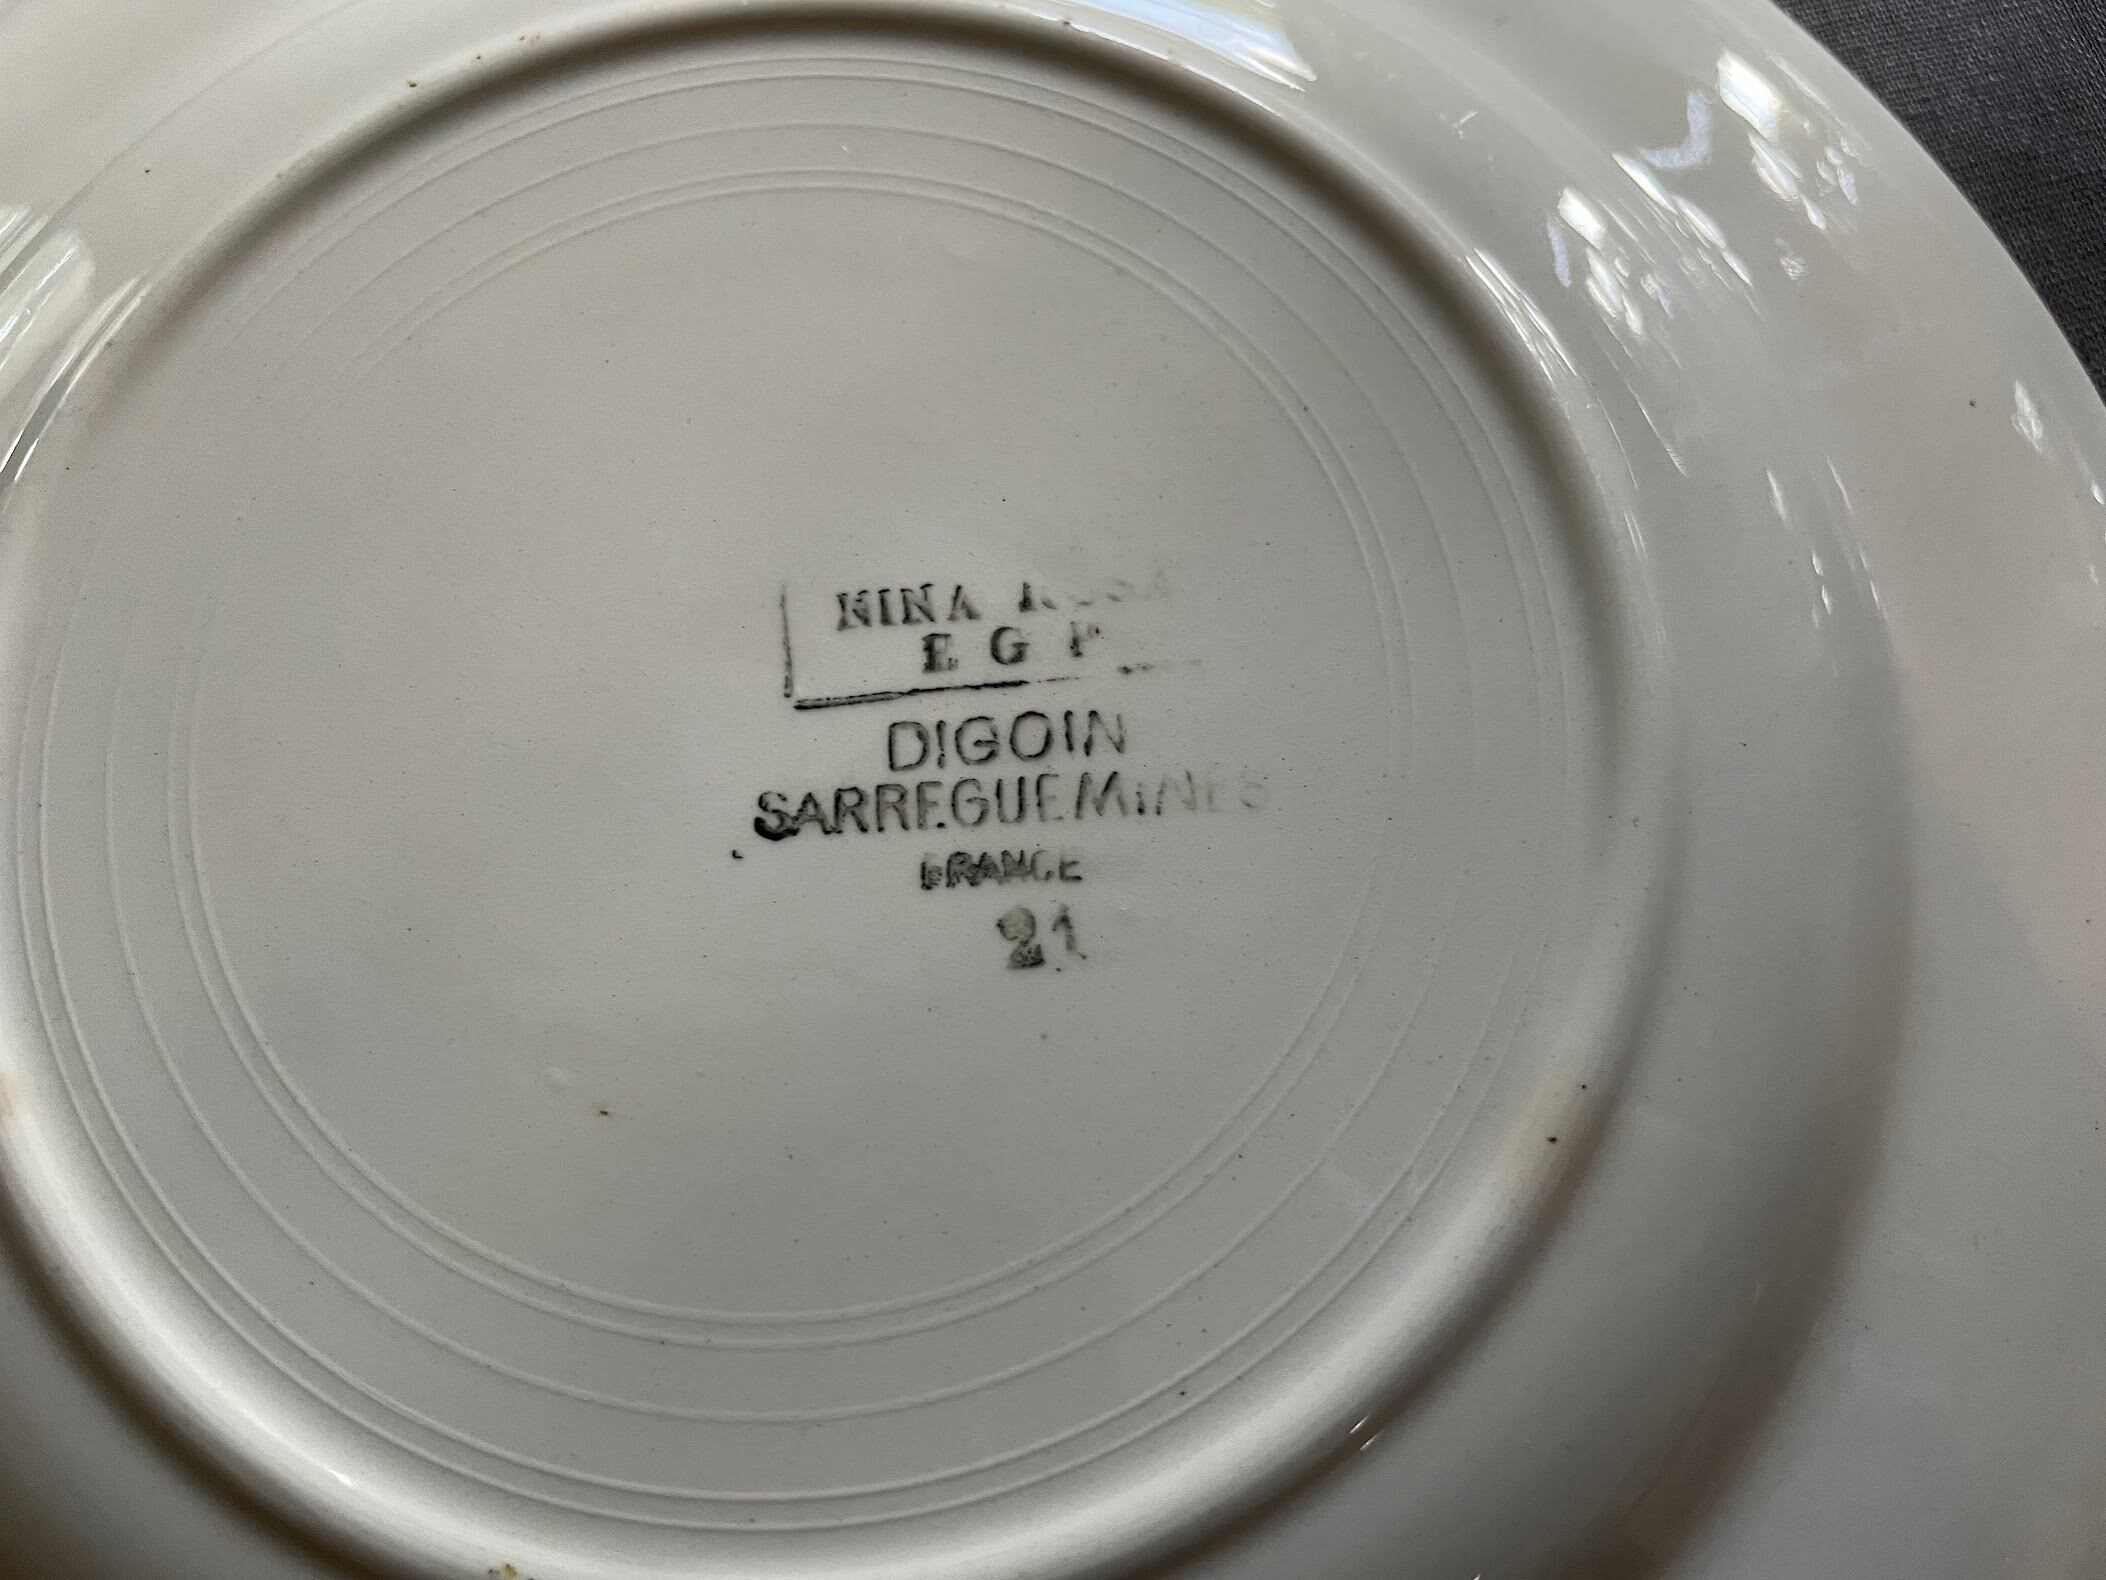 NINA
E G
DIGOIN
SARREGUEMINES
FRANCE
21